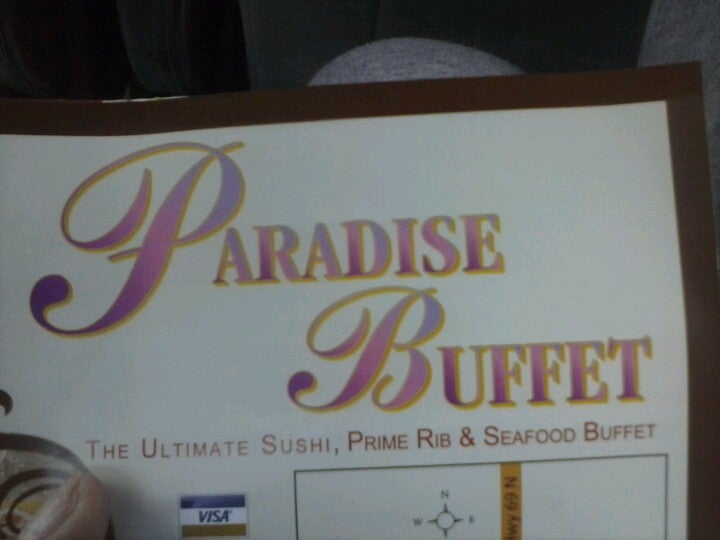 PARADISE
BUFFET
THE ULTIMATE SUSHI, PRIME RIB & SEAFOOD BUFFET
VISA
N
W E
Hwy 69 N